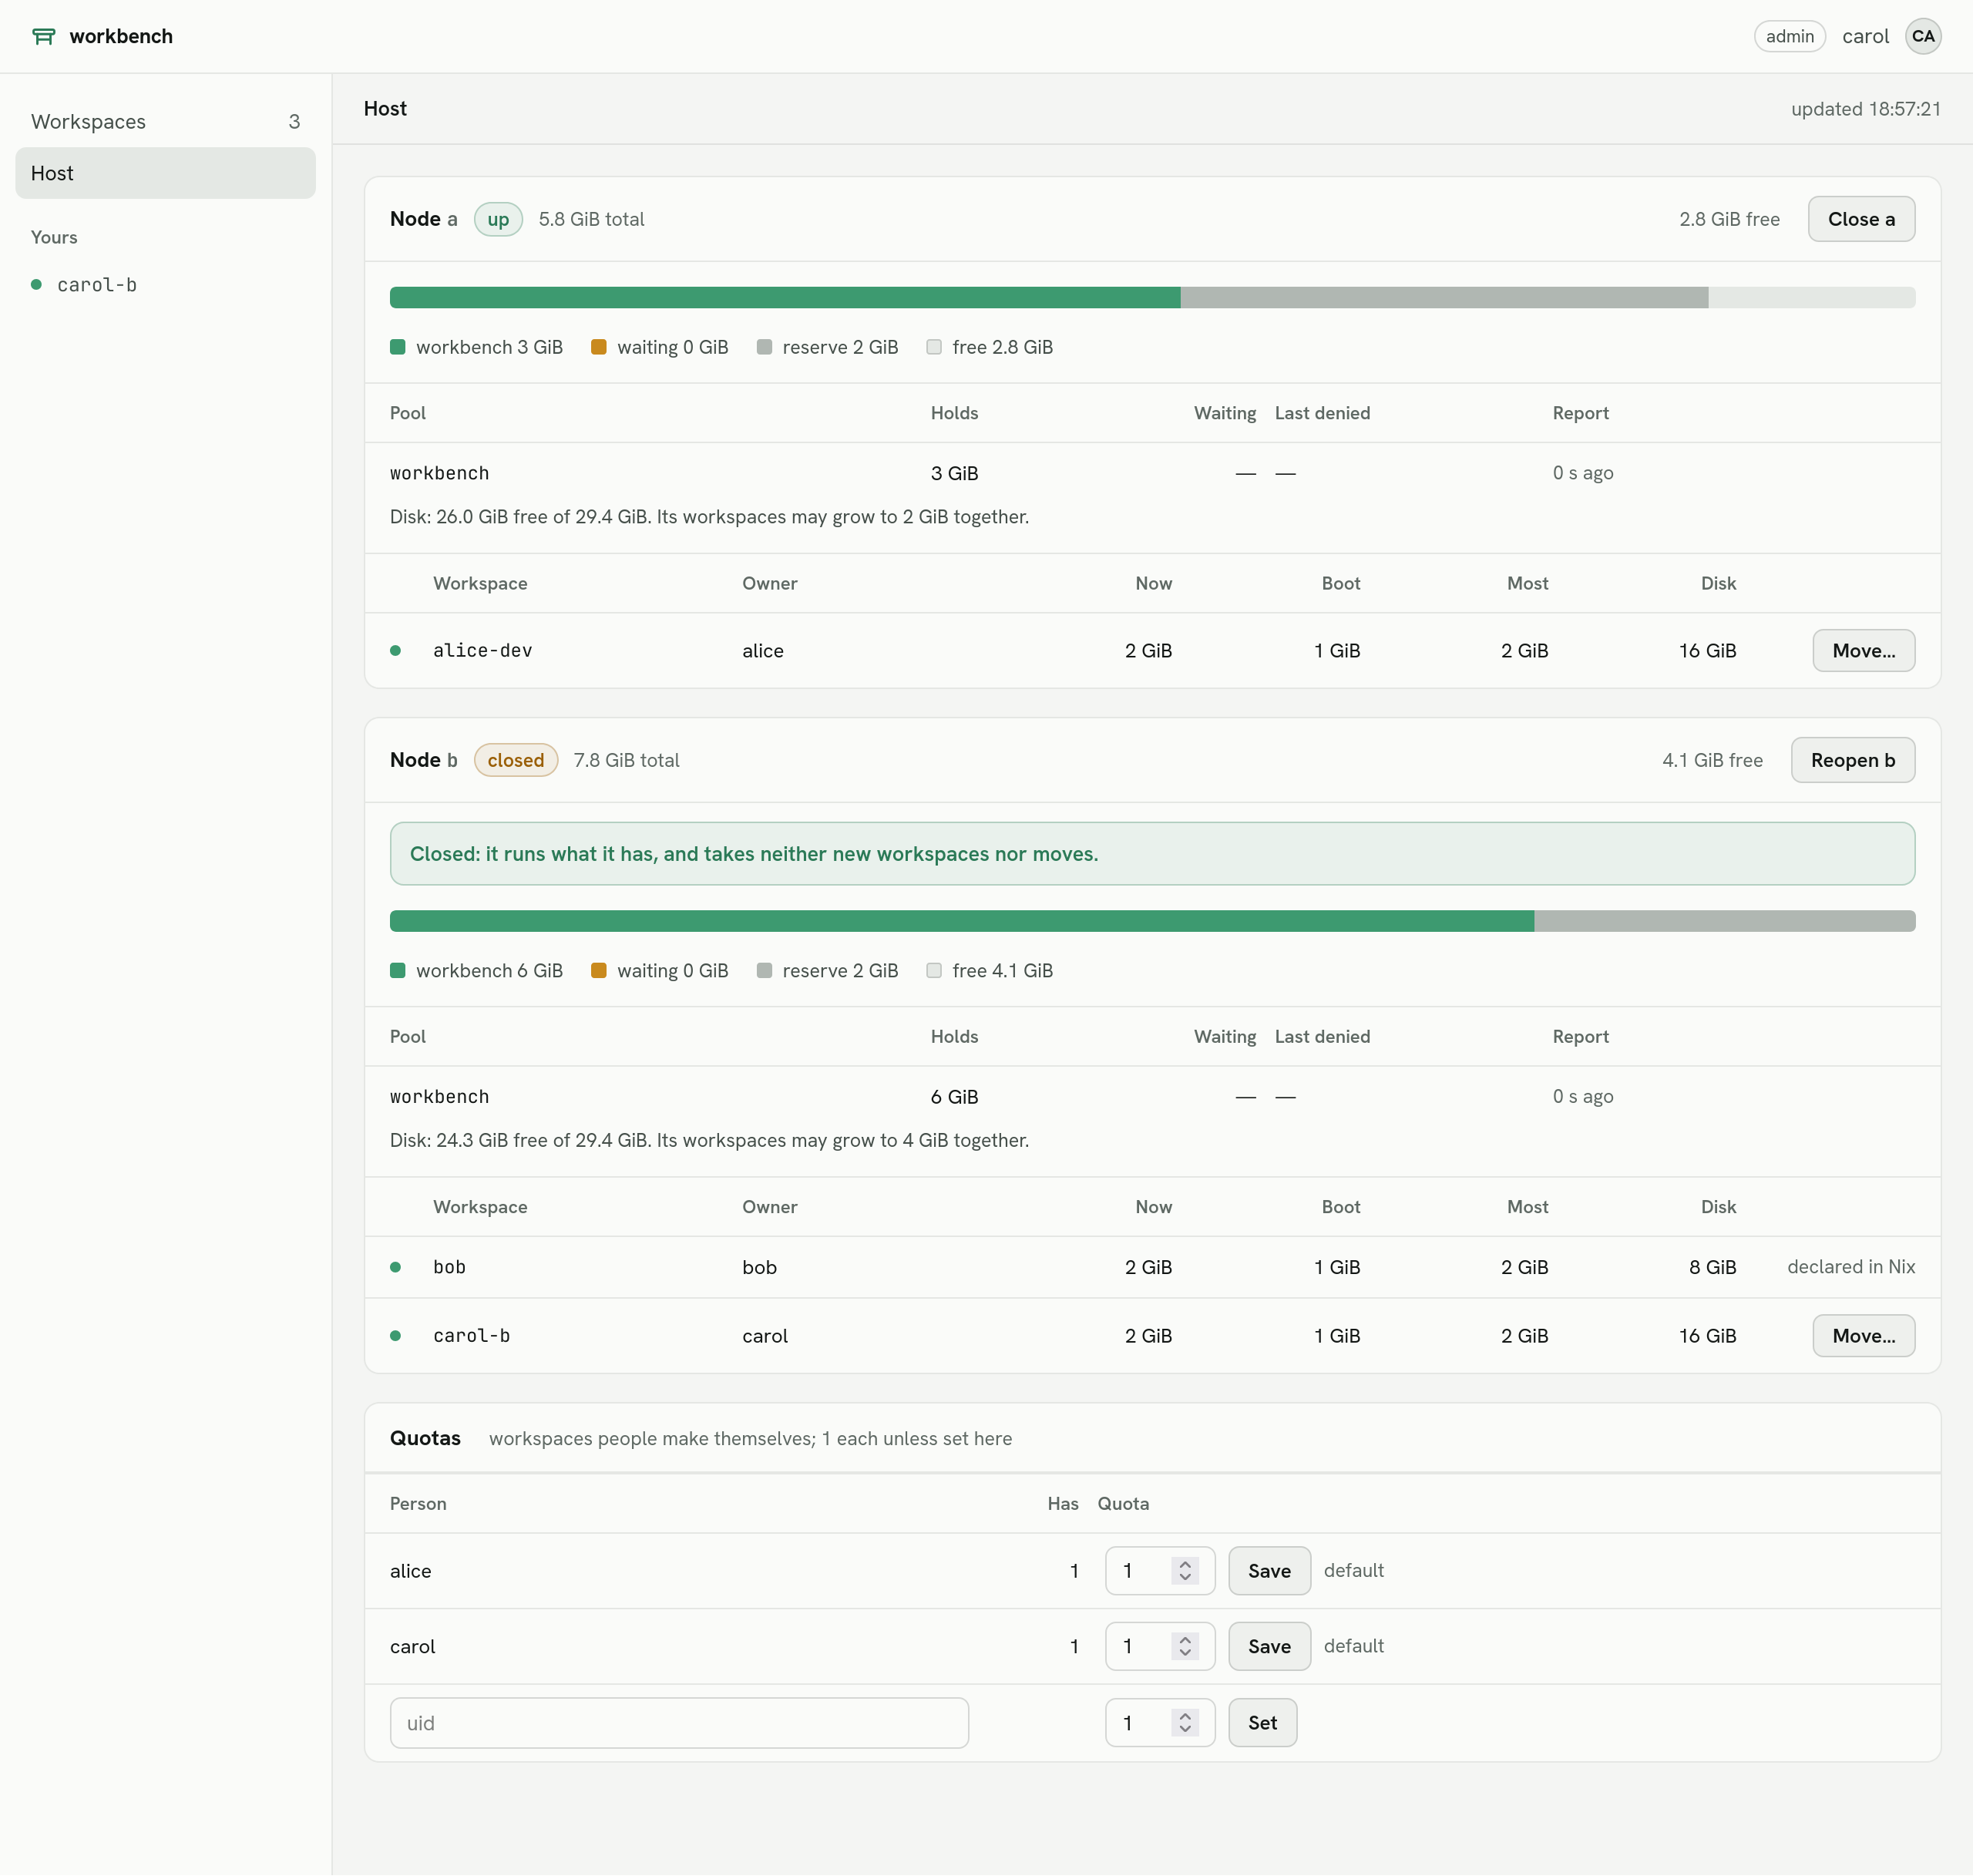 workbench
admin carol CA
Workspaces 3
Host
Yours
carol-b
Host updated 18:57:21
Node a up 5.8 GiB total 2.8 GiB free Close a
workbench 3 GiB waiting 0 GiB reserve 2 GiB free 2.8 GiB
Pool Holds Waiting Last denied Report
workbench 3 GiB — — 0 s ago
Disk: 26.0 GiB free of 29.4 GiB. Its workspaces may grow to 2 GiB together.
Workspace Owner Now Boot Most Disk
alice-dev alice 2 GiB 1 GiB 2 GiB 16 GiB Move...
Node b closed 7.8 GiB total 4.1 GiB free Reopen b
Closed: it runs what it has, and takes neither new workspaces nor moves.
workbench 6 GiB waiting 0 GiB reserve 2 GiB free 4.1 GiB
Pool Holds Waiting Last denied Report
workbench 6 GiB — — 0 s ago
Disk: 24.3 GiB free of 29.4 GiB. Its workspaces may grow to 4 GiB together.
Workspace Owner Now Boot Most Disk
bob bob 2 GiB 1 GiB 2 GiB 8 GiB declared in Nix
carol-b carol 2 GiB 1 GiB 2 GiB 16 GiB Move...
Quotas workspaces people make themselves; 1 each unless set here
Person Has Quota
alice 1 1 Save default
carol 1 1 Save default
uid 1 Set